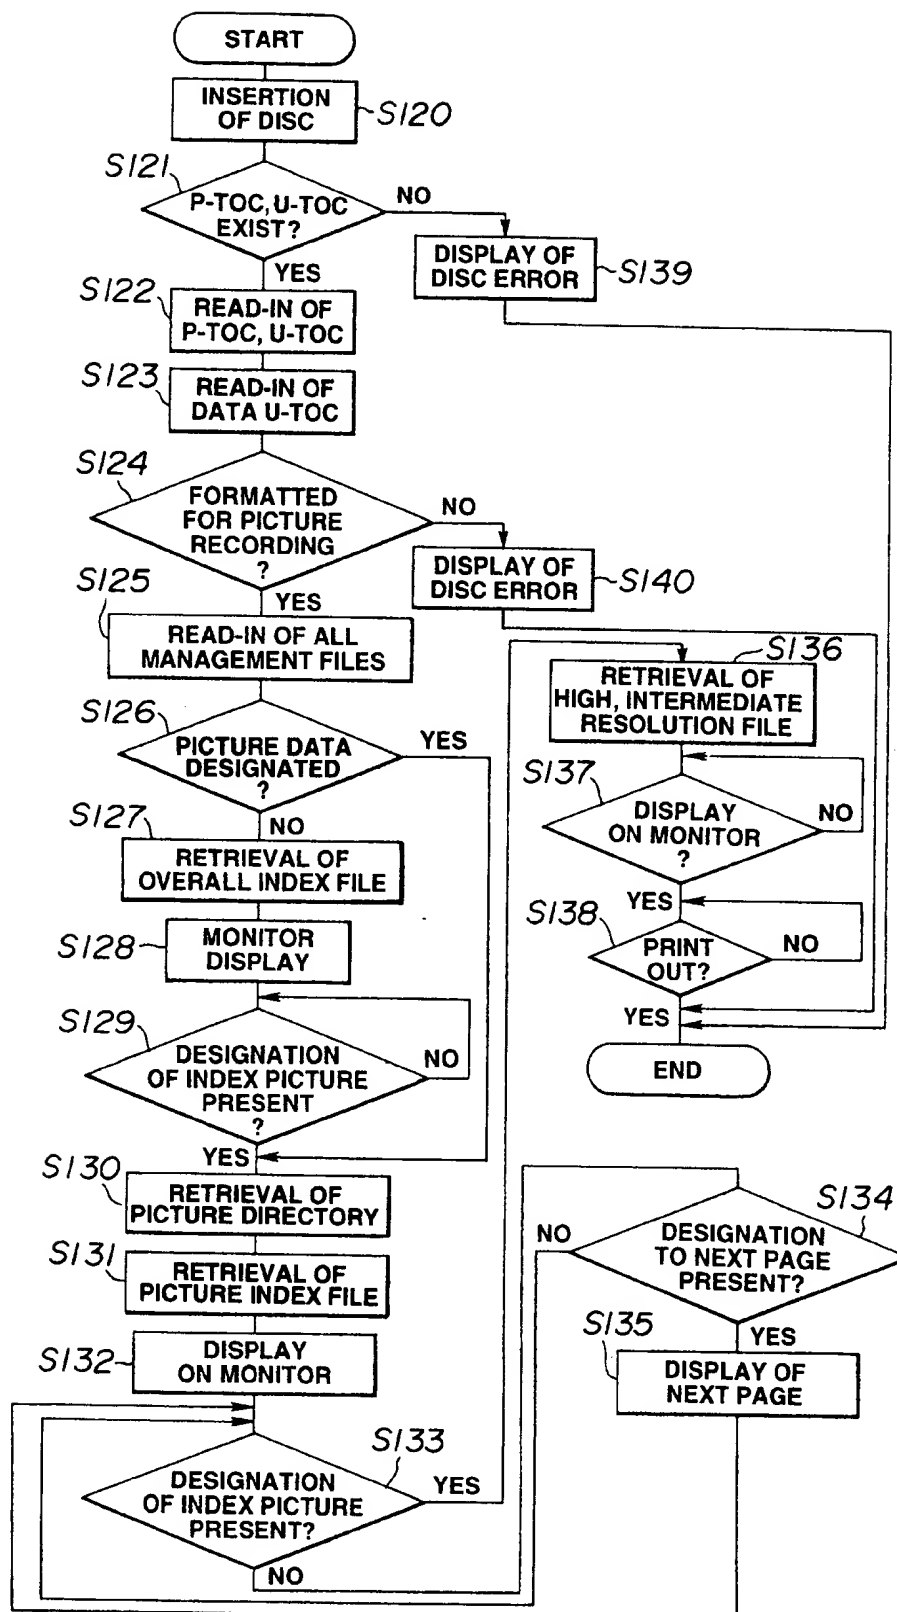 START
INSERTION
OF DISC
S120
S121
P-TOC, U-TOC
EXIST?
NO
YES
DISPLAY OF
DISC ERROR
S139
S122
READ-IN OF
P-TOC, U-TOC
S123
READ-IN OF
DATA U-TOC
S124
FORMATTED
FOR PICTURE
RECORDING
?
NO
YES
DISPLAY OF
DISC ERROR
S140
S125
READ-IN OF ALL
MANAGEMENT FILES
S126
PICTURE DATA
DESIGNATED
?
YES
NO
S127
RETRIEVAL OF
OVERALL INDEX FILE
S128
MONITOR
DISPLAY
S129
DESIGNATION
OF INDEX PICTURE
PRESENT
?
NO
YES
S130
RETRIEVAL OF
PICTURE DIRECTORY
S131
RETRIEVAL OF
PICTURE INDEX FILE
S132
DISPLAY
ON MONITOR
S133
DESIGNATION
OF INDEX PICTURE
PRESENT?
YES
NO
S134
DESIGNATION
TO NEXT PAGE
PRESENT?
NO
YES
S135
DISPLAY OF
NEXT PAGE
S136
RETRIEVAL OF
HIGH, INTERMEDIATE
RESOLUTION FILE
S137
DISPLAY
ON MONITOR
?
NO
YES
S138
PRINT
OUT?
NO
YES
END